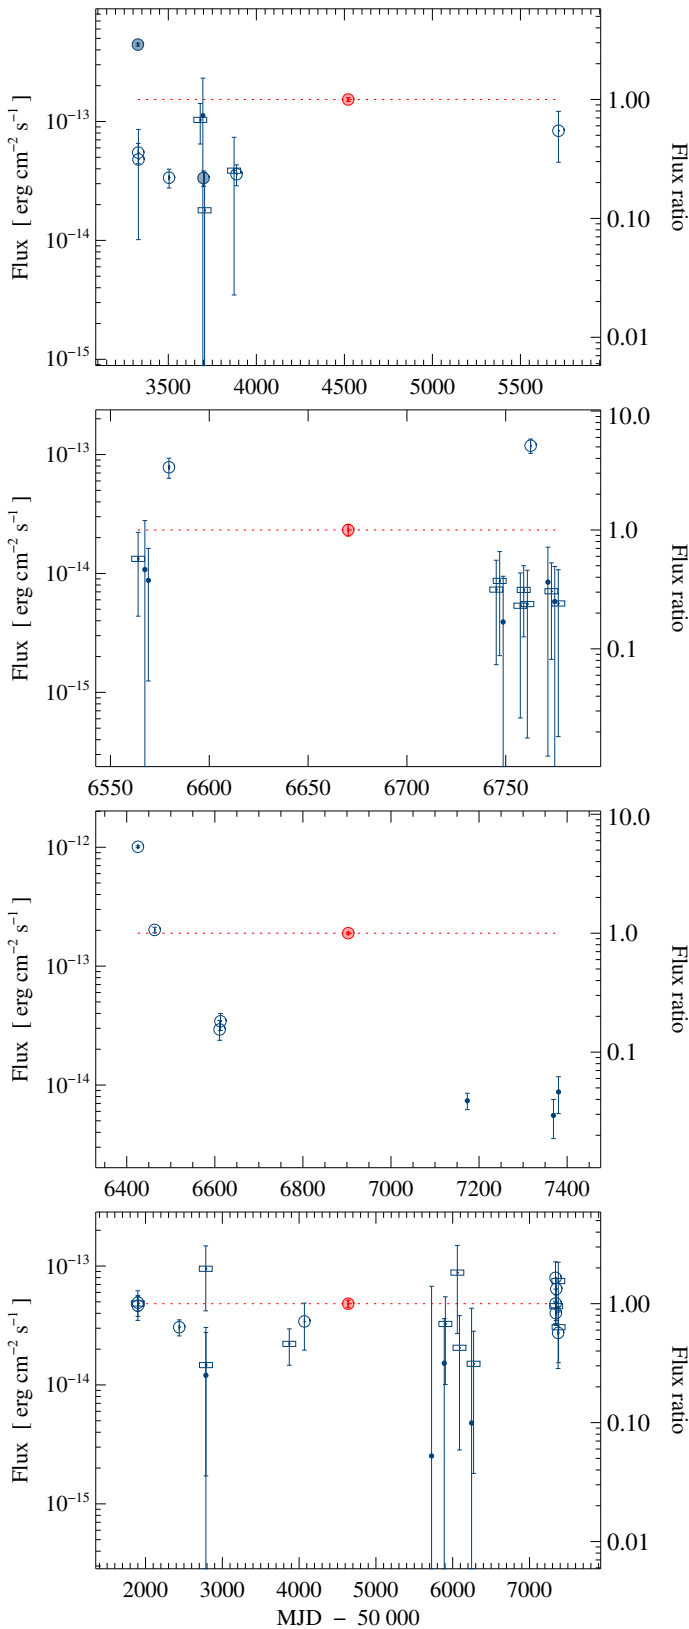 10⁻¹³
10⁻¹⁴
10⁻¹⁵
Flux [ erg cm⁻² s⁻¹ ]
1.00
0.10
0.01
Flux ratio
3500 4000 4500 5000 5500
10⁻¹³
10⁻¹⁴
10⁻¹⁵
Flux [ erg cm⁻² s⁻¹ ]
10.0
1.0
0.1
Flux ratio
6550 6600 6650 6700 6750
10⁻¹²
10⁻¹³
10⁻¹⁴
Flux [ erg cm⁻² s⁻¹ ]
10.0
1.0
0.1
Flux ratio
6400 6600 6800 7000 7200 7400
10⁻¹³
10⁻¹⁴
10⁻¹⁵
Flux [ erg cm⁻² s⁻¹ ]
1.00
0.10
0.01
Flux ratio
2000 3000 4000 5000 6000 7000
MJD − 50 000